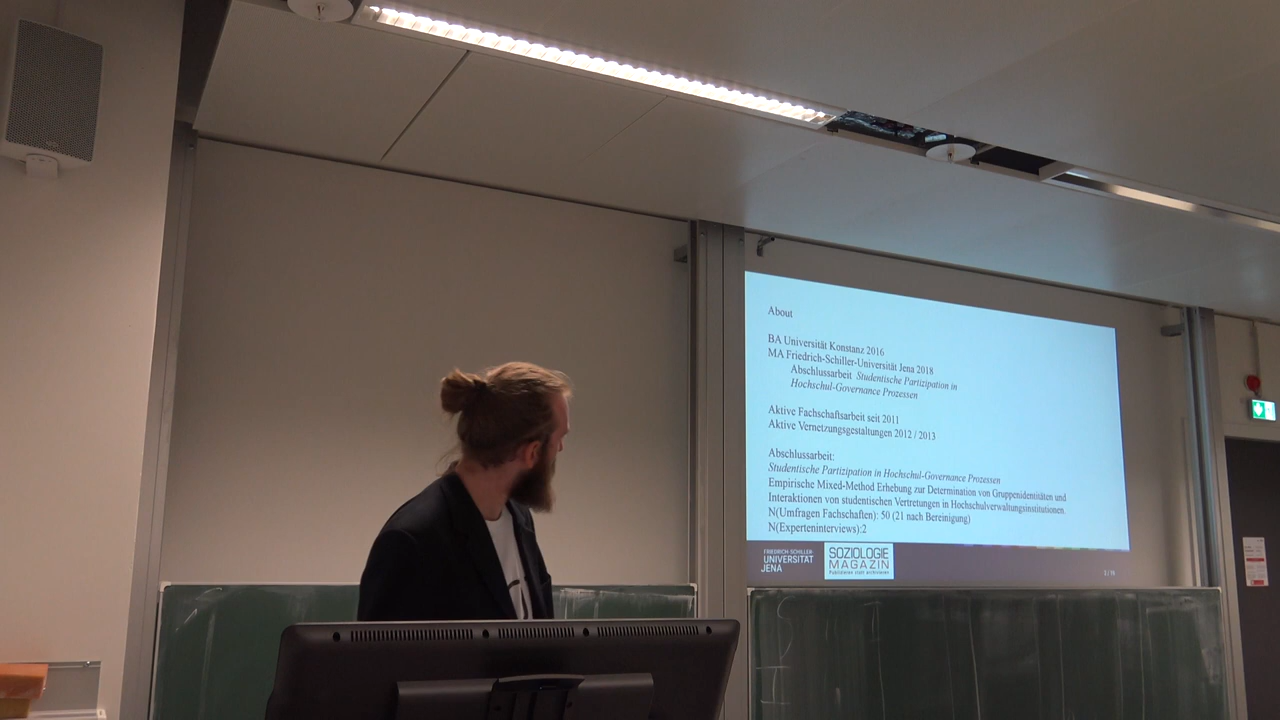 About
BA Universität Konstanz 2016
MA Friedrich-Schiller-Universität Jena 2018
Abschlussarbeit Studentische Partizipation in
Hochschul-Governance Prozessen
Aktive Fachschaftsarbeit seit 2011
Aktive Vernetzungsgestaltungen 2012 / 2013
Abschlussarbeit:
Studentische Partizipation in Hochschul-Governance Prozessen
Empirische Mixed-Method Erhebung zur Determination von Gruppenidentitäten und
Interaktionen von studentischen Vertretungen in Hochschulverwaltungsinstitutionen.
N(Umfragen Fachschaften): 50 (21 nach Bereinigung)
N(Experteninterviews):2
FRIEDRICH-SCHILLER-
UNIVERSITÄT
JENA
SOZIOLOGIE
MAGAZIN
Publizieren statt archivieren